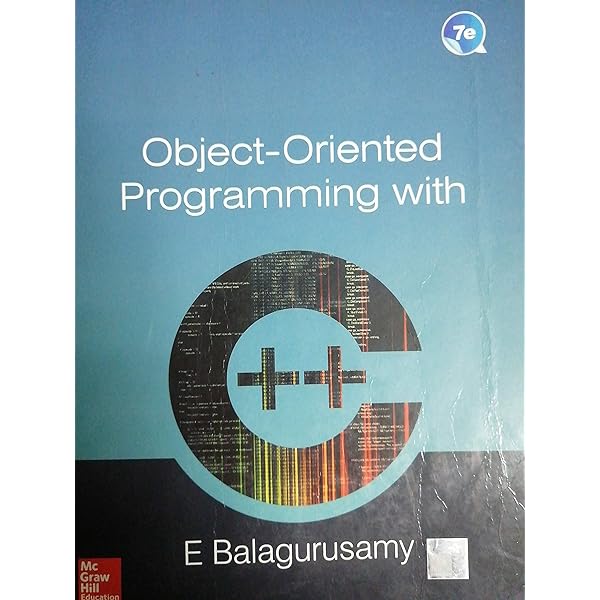 7e
Object-Oriented
Programming with
C
++
E Balagurusamy
Mc
Graw
Hill
Education